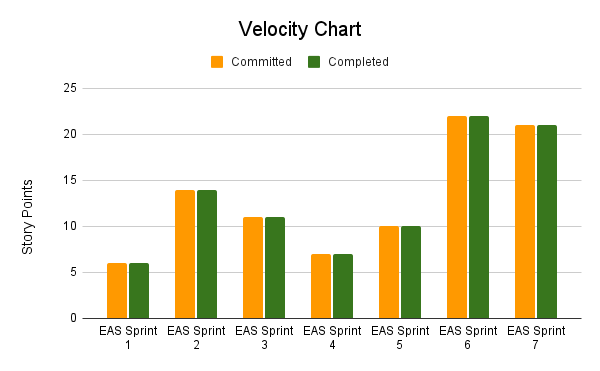 Velocity Chart
Committed
Completed
25
20
15
10
5
0
Story Points
EAS Sprint
1
EAS Sprint
2
EAS Sprint
3
EAS Sprint
4
EAS Sprint
5
EAS Sprint
6
EAS Sprint
7